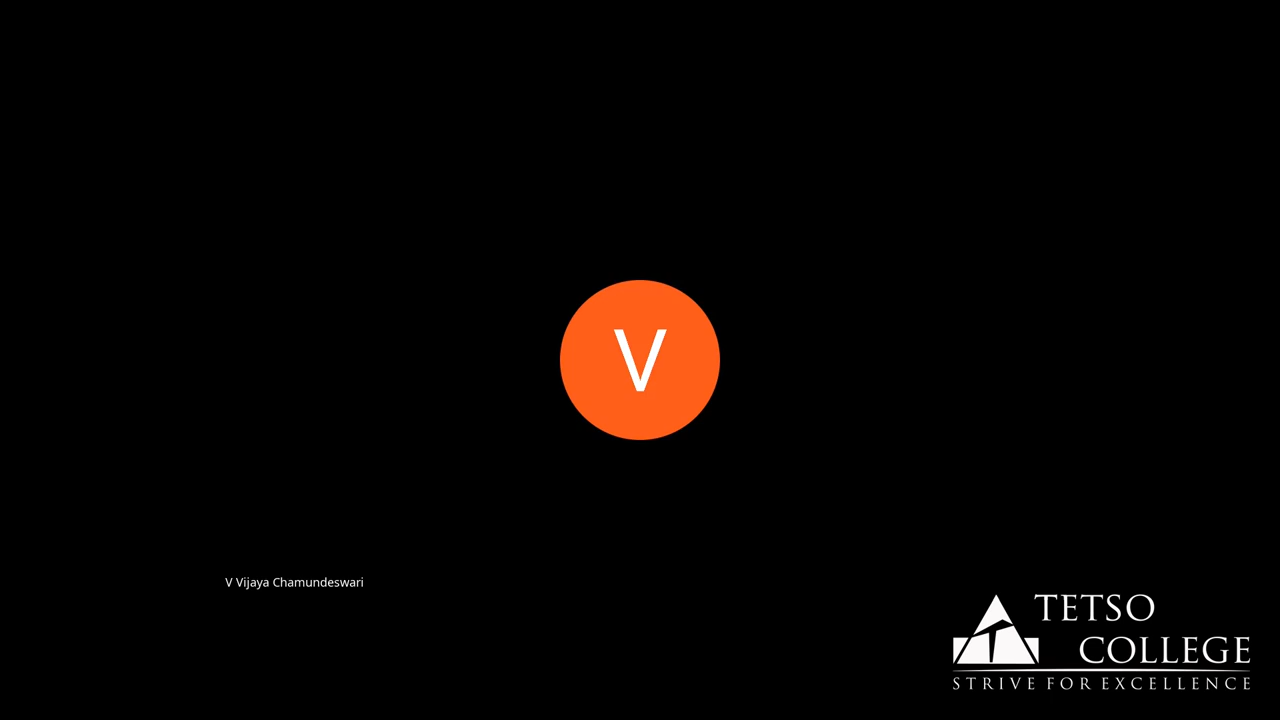 V
V Vijaya Chamundeswari
TETSO
COLLEGE
STRIVE FOR EXCELLENCE